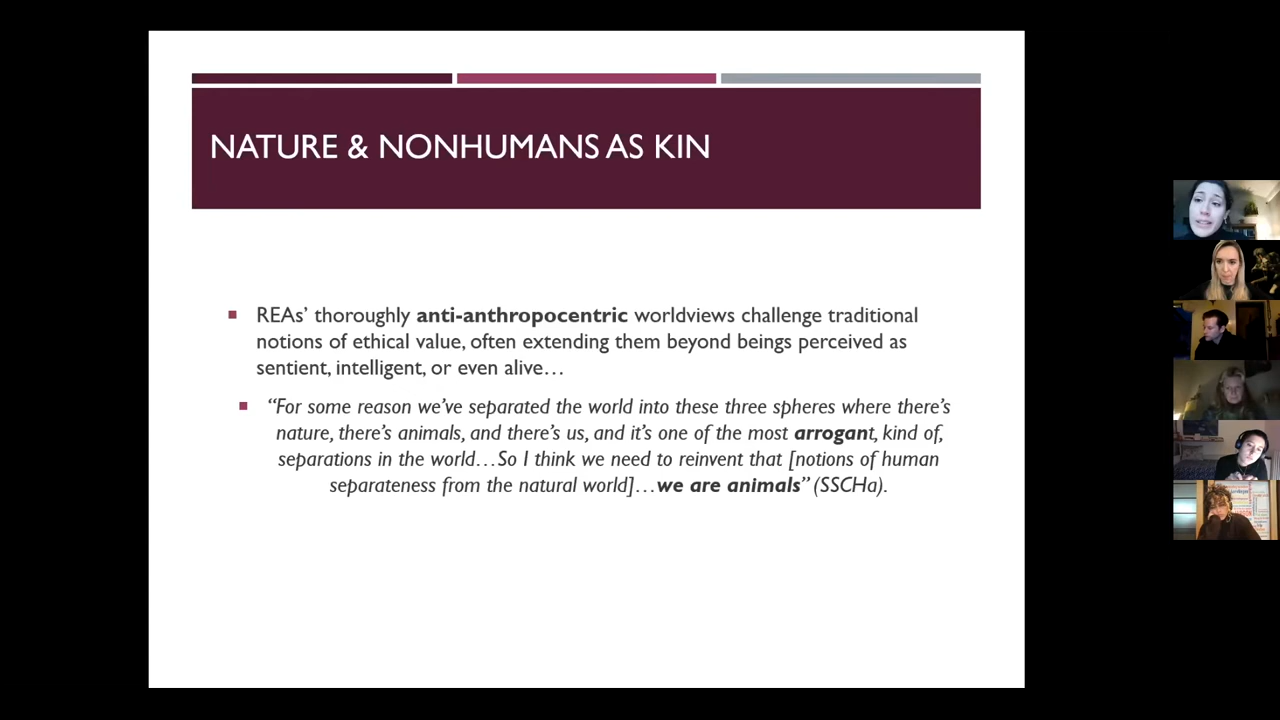 NATURE & NONHUMANS AS KIN
REAs’ thoroughly anti-anthropocentric worldviews challenge traditional
notions of ethical value, often extending them beyond beings perceived as
sentient, intelligent, or even alive…
“For some reason we’ve separated the world into these three spheres where there’s
nature, there’s animals, and there’s us, and it’s one of the most arrogant, kind of,
separations in the world…So I think we need to reinvent that [notions of human
separateness from the natural world]…we are animals” (SSCHa).